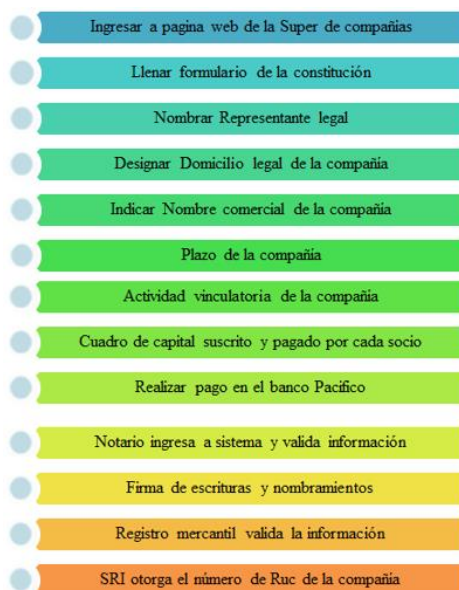 Ingresar a pagina web de la Super de compañias
Llenar formulario de la constitución
Nombrar Representante legal
Designar Domicilio legal de la compañia
Indicar Nombre comercial de la compañia
Plazo de la compañia
Actividad vinculatoria de la compañia
Cuadro de capital suscrito y pagado por cada socio
Realizar pago en el banco Pacifico
Notario ingresa a sistema y valida información
Firma de escrituras y nombramientos
Registro mercantil valida la información
SRI otorga el número de Ruc de la compañia